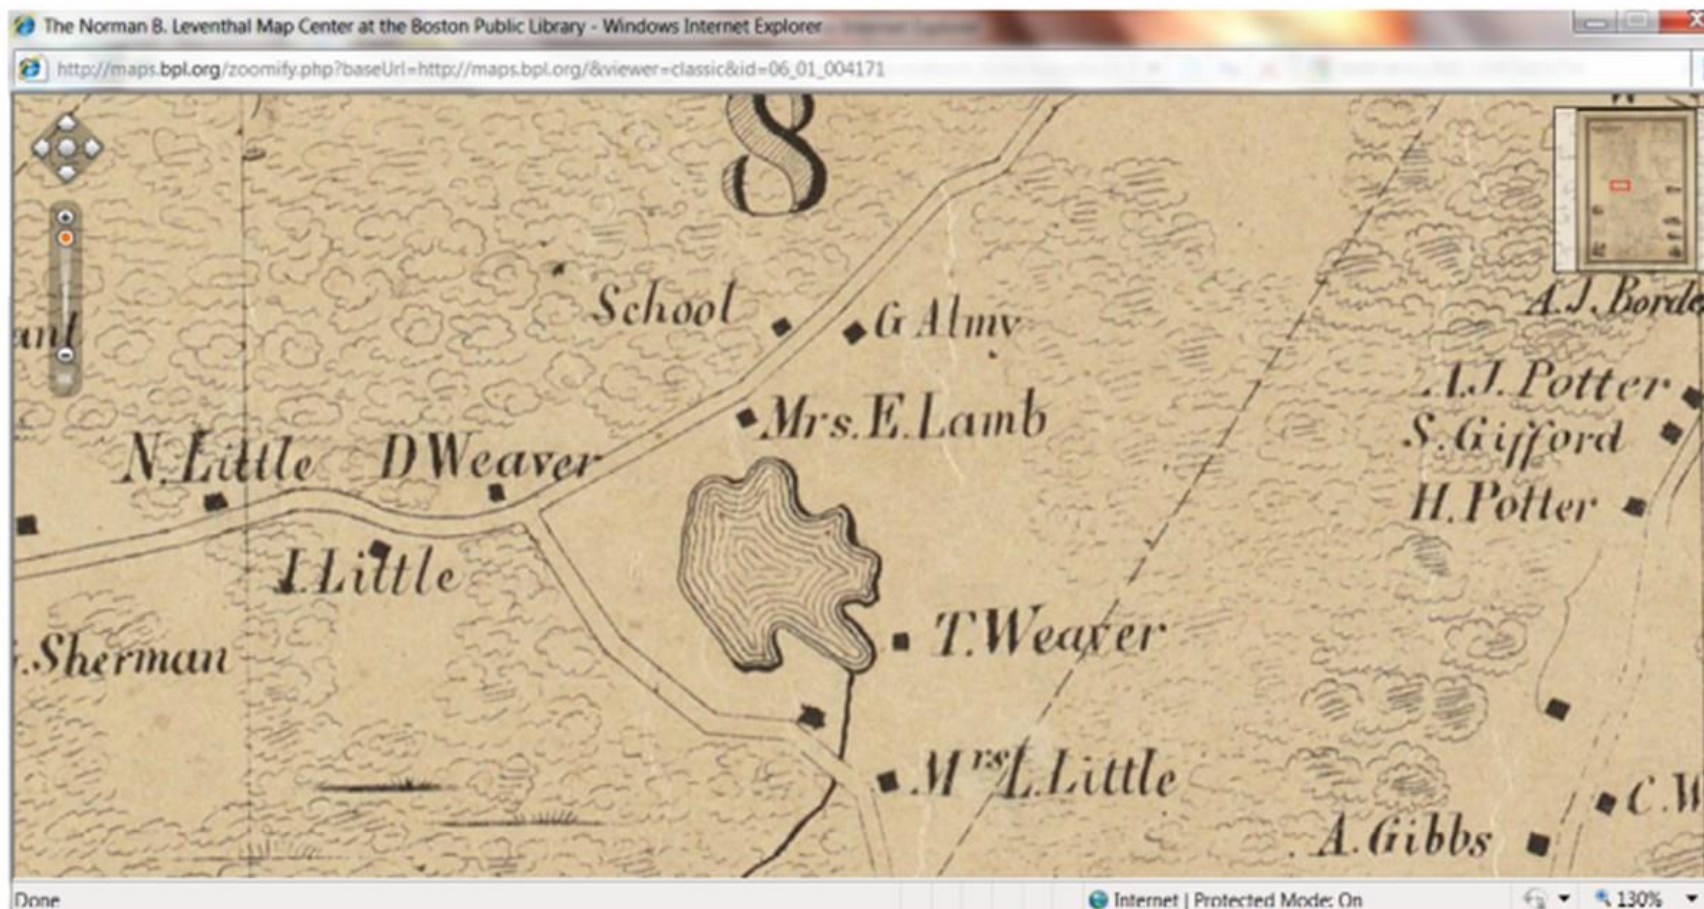 The Norman B. Leventhal Map Center at the Boston Public Library - Windows Internet Explorer
http://maps.bpl.org/zoomify.php?baseUrl=http://maps.bpl.org/&viewer=classic&id=06_01_004171
8
School
G Almy
A.J. Borde
A.J. Potter
Mrs. E. Lamb
S. Gifford
N. Little
D Weaver
H. Potter
I. Little
T. Weaver
Sherman
Mrs L. Little
C. W
A. Gibbs
Done
Internet | Protected Mode: On
130%